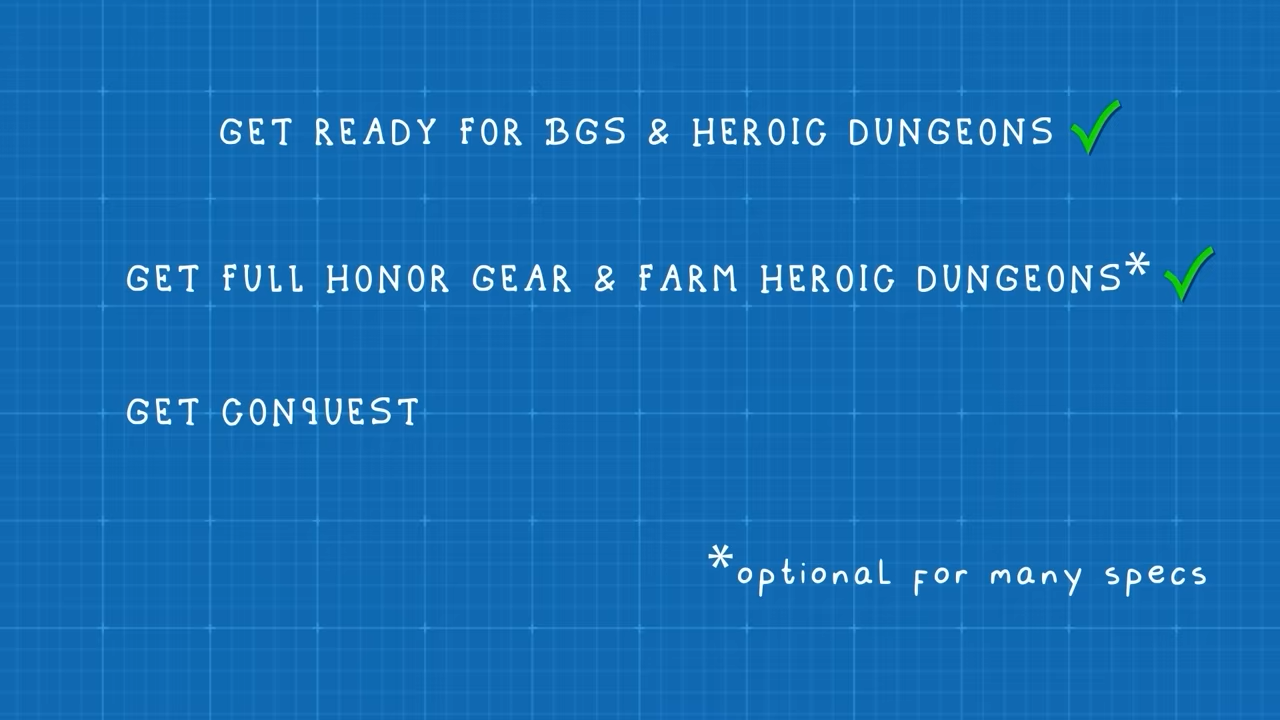 GET READY FOR BGS & HEROIC DUNGEONS
GET FULL HONOR GEAR & FARM HEROIC DUNGEONS*
GET CONQUEST
*optional for many specs